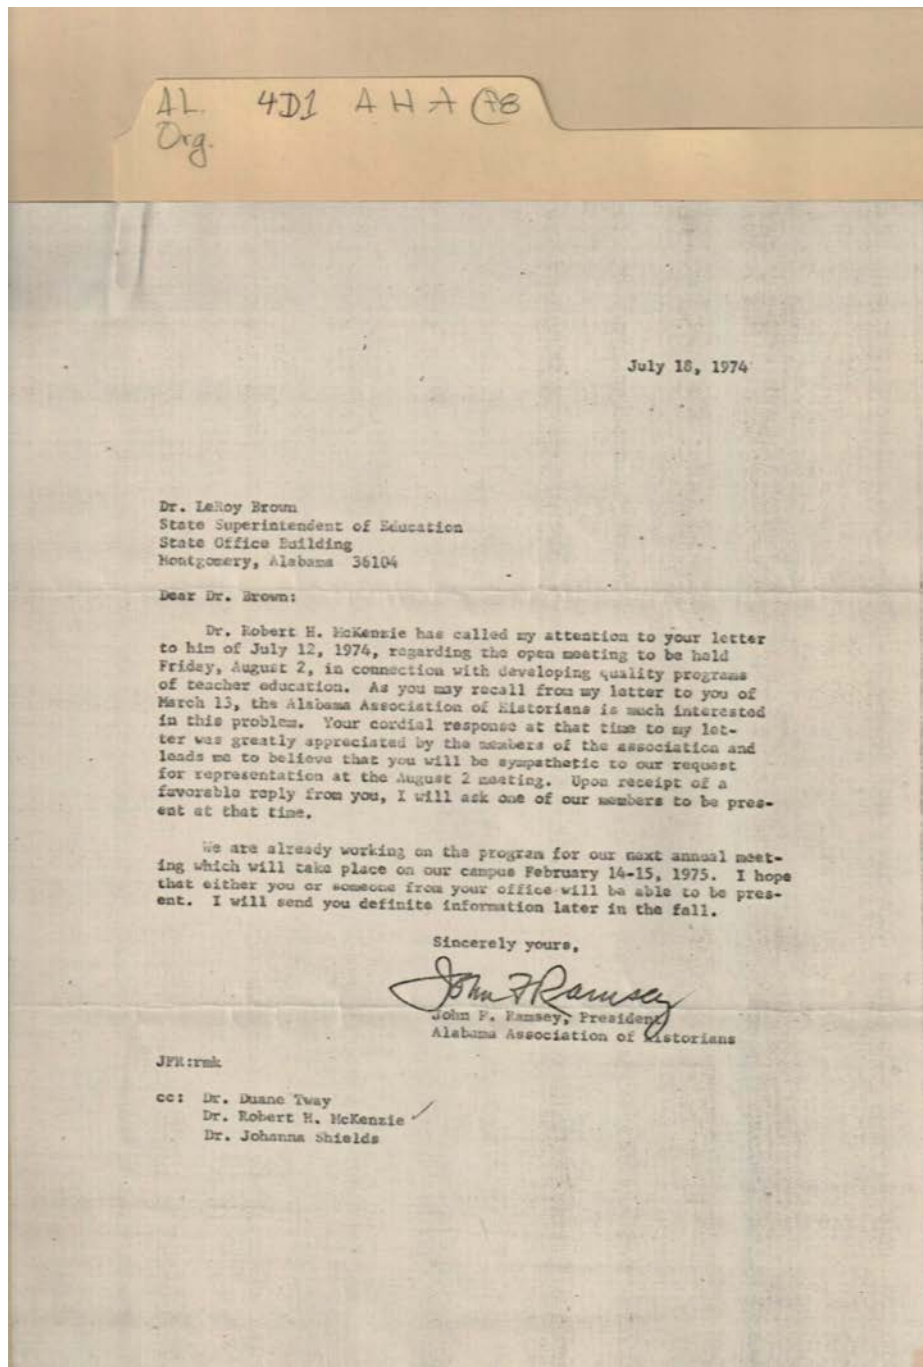 AL. 4D1 A H A 78
Org.
July 18, 1974
Dr. LeRoy Brown
State Superintendent of Education
State Office Building
Montgomery, Alabama 36104
Dear Dr. Brown:
Dr. Robert H. McKenzie has called my attention to your letter
to him of July 12, 1974, regarding the open meeting to be held
Friday, August 2, in connection with developing quality programs
of teacher education. As you may recall from my letter to you of
March 13, the Alabama Association of Historians is much interested
in this problem. Your cordial response at that time to my let-
ter was greatly appreciated by the members of the association and
leads me to believe that you will be sympathetic to our request
for representation at the August 2 meeting. Upon receipt of a
favorable reply from you, I will ask one of our members to be pres-
ent at that time.
We are already working on the program for our next annual meet-
ing which will take place on our campus February 14-15, 1975. I hope
that either you or someone from your office will be able to be pres-
ent. I will send you definite information later in the fall.
Sincerely yours,
John F Ramsey
John F. Ramsey, President
Alabama Association of Historians
JFR:rmk
cc: Dr. Duane Tway
Dr. Robert H. McKenzie
Dr. Johanna Shields